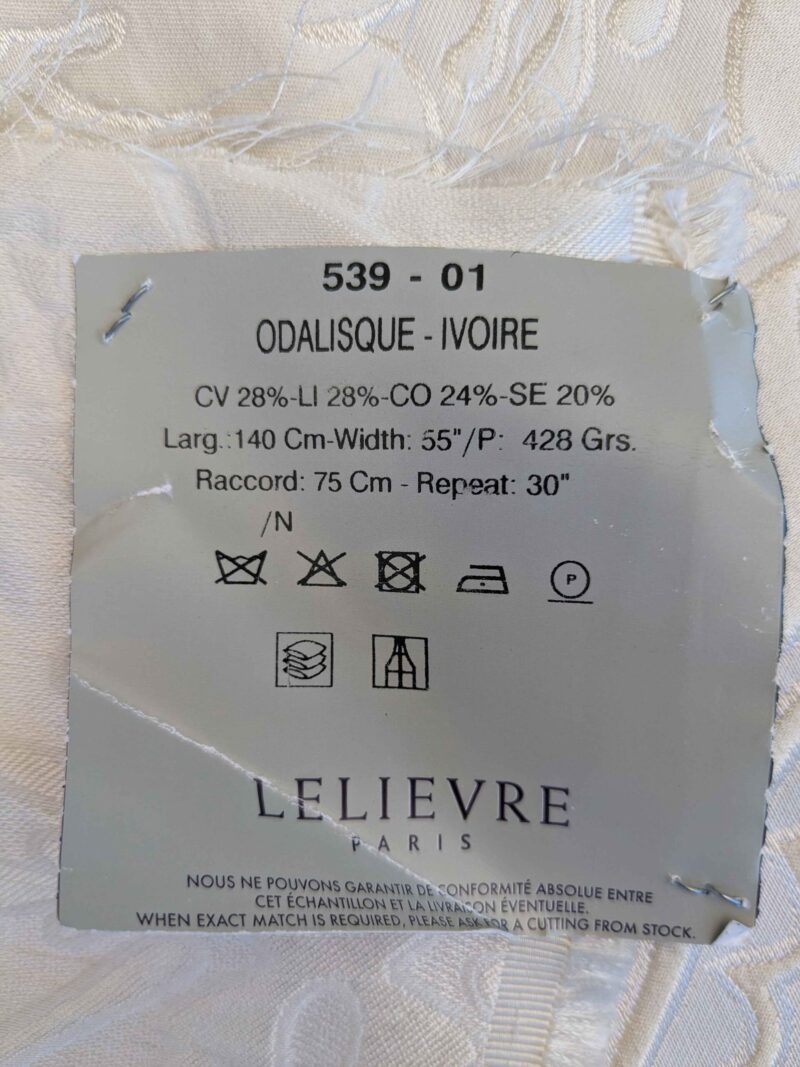 539 - 01
ODALISQUE - IVOIRE
CV 28%-LI 28%-CO 24%-SE 20%
Larg.:140 Cm-Width: 55"/P: 428 Grs.
Raccord: 75 Cm - Repeat: 30"
/N
P
LELIEVRE
PARIS
NOUS NE POUVONS GARANTIR DE CONFORMITÉ ABSOLUE ENTRE
CET ÉCHANTILLON ET LA LIVRAISON ÉVENTUELLE.
WHEN EXACT MATCH IS REQUIRED, PLEASE ASK FOR A CUTTING FROM STOCK.